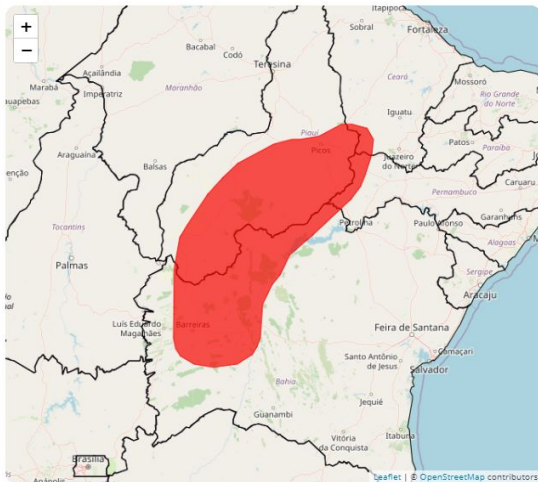 +
−
Itapipoca
Sobral
Fortaleza
Bacabal
Codó
Teresina
Marabá
Açailândia
Imperatriz
Maranhão
Ceará
Mossoró
Rio Grande
do Norte
Iguatu
Patos
Paraíba
Piauí
Picos
Araguaína
Balsas
Juazeiro
do Norte
Pernambuco
Caruaru
Garanhuns
Petrolina
Paulo Afonso
Alagoas
Tocantins
Palmas
Sergipe
Aracaju
Luís Eduardo
Magalhães
Barreiras
Feira de Santana
Santo Antônio
de Jesus
Camaçari
Salvador
Bahia
Jequié
Guanambi
Vitória
da Conquista
Itabuna
Brasília
Leaflet | © OpenStreetMap contributors